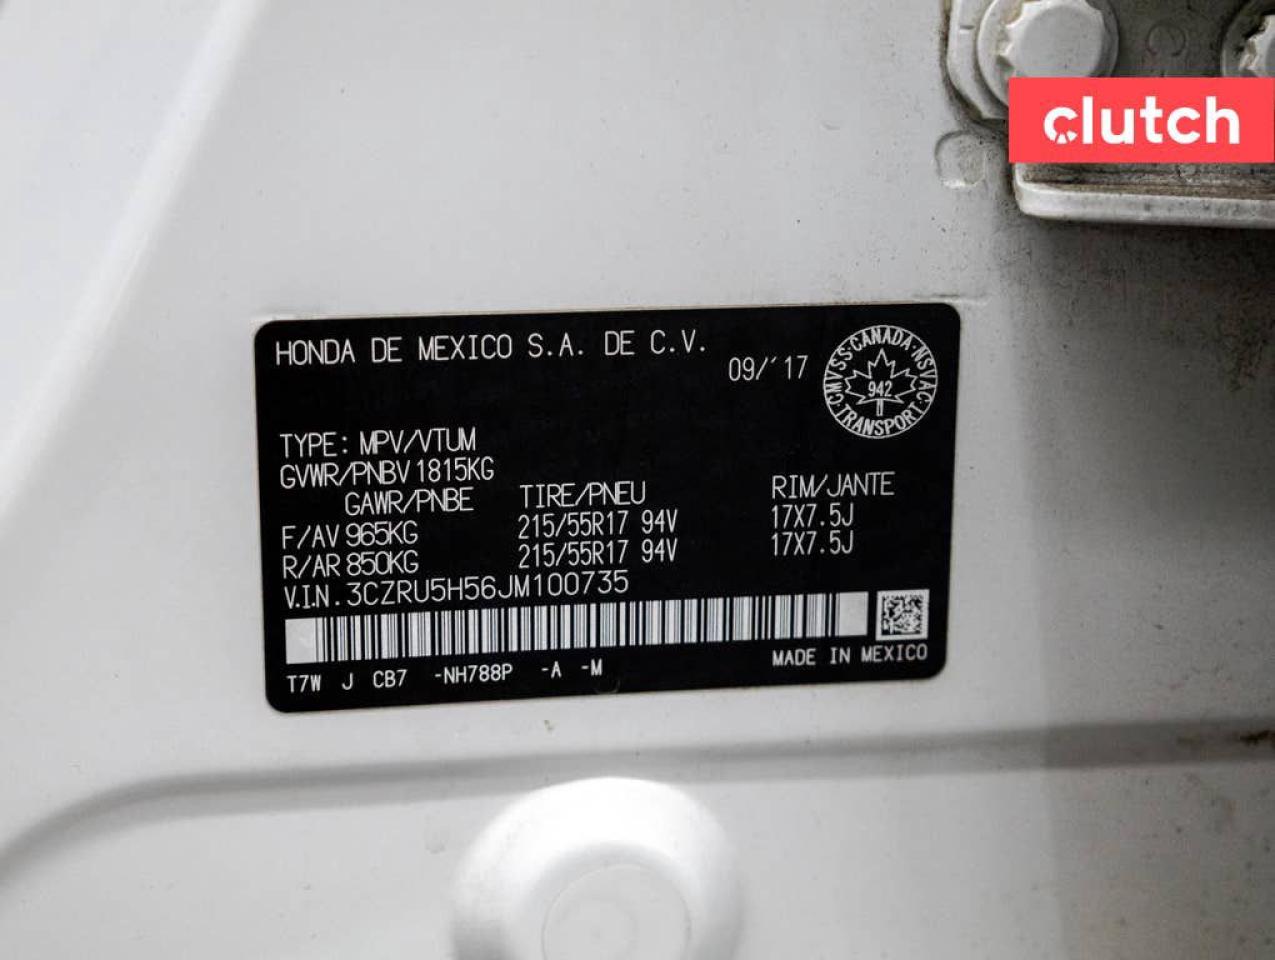 clutch
HONDA DE MEXICO S.A. DE C.V.
09/'17
CMVSS·CANADA·NSVAC·TRANSPORT·
942
TYPE: MPV/VTUM
GVWR/PNBV 1815KG
GAWR/PNBE TIRE/PNEU RIM/JANTE
F/AV 965KG 215/55R17 94V 17X7.5J
R/AR 850KG 215/55R17 94V 17X7.5J
V.I.N. 3CZRU5H56JM100735
T7W J CB7 -NH788P -A -M MADE IN MEXICO